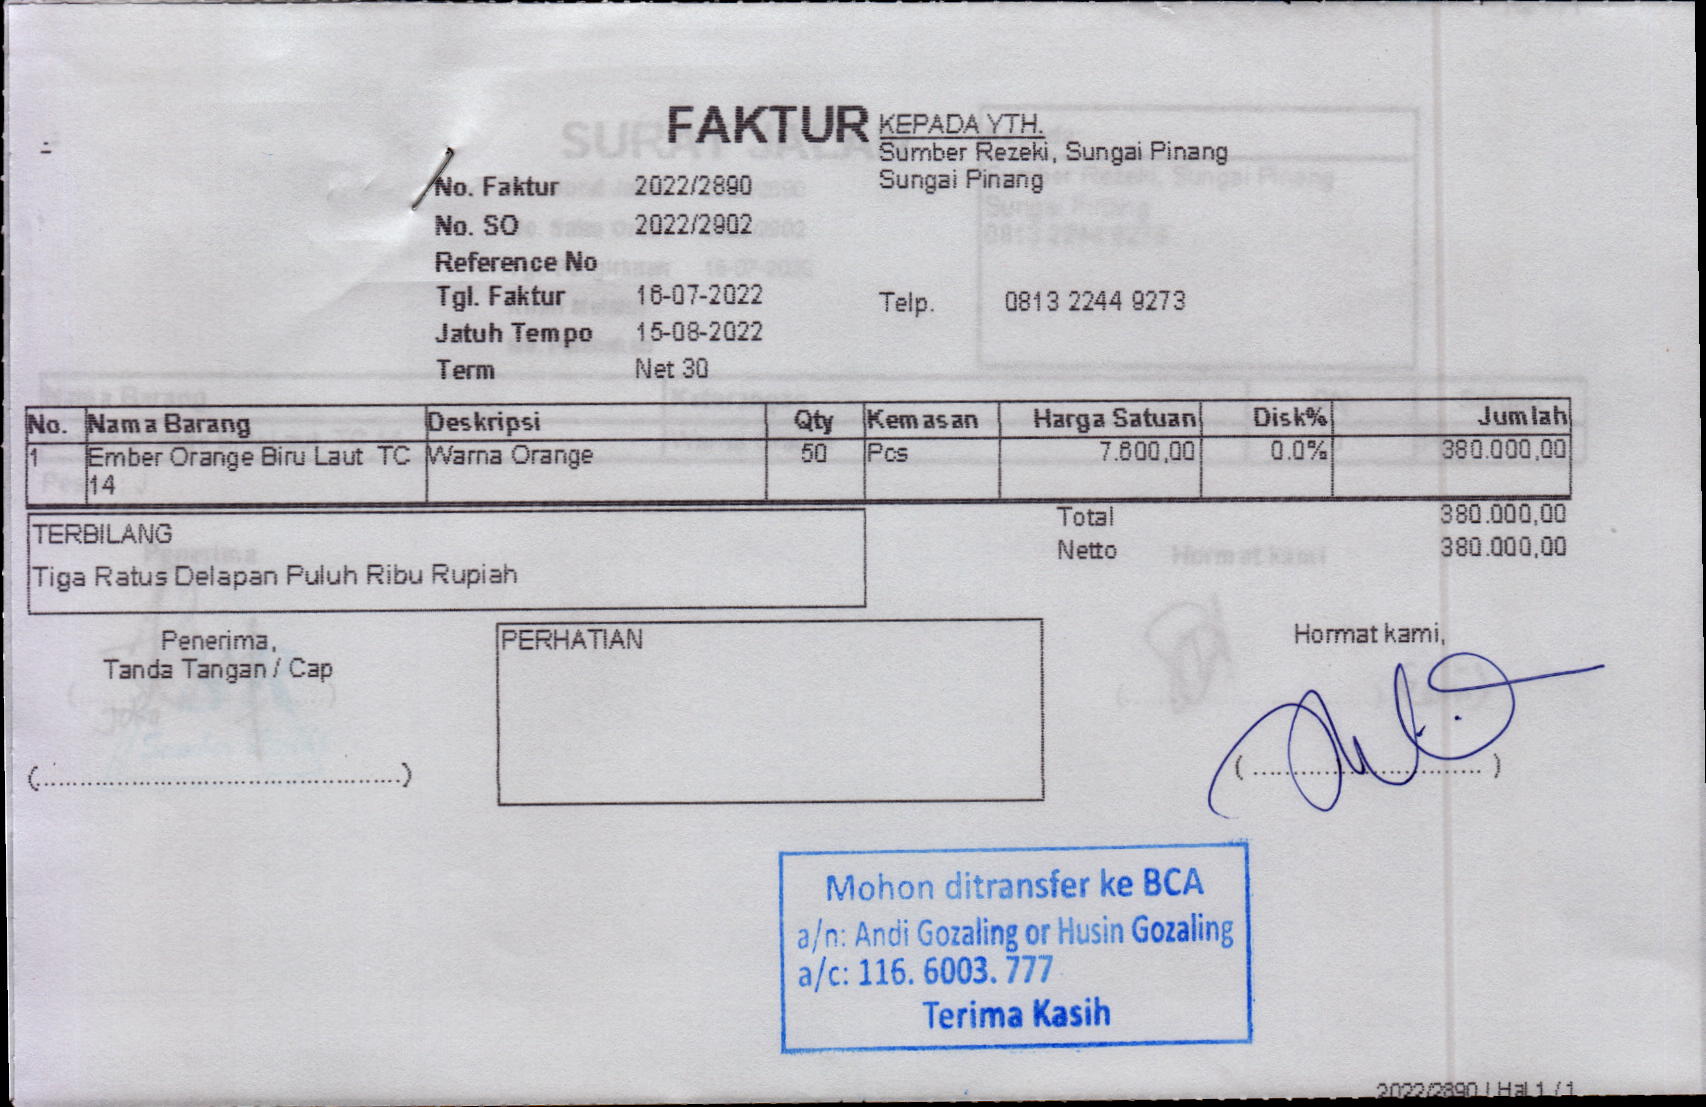 FAKTUR
KEPADA YTH.
Sumber Rezeki, Sungai Pinang
Sungai Pinang
No. Faktur 2022/2890
No. SO 2022/2902
Reference No
Tgl. Faktur 16-07-2022
Telp. 0813 2244 9273
Jatuh Tempo 15-08-2022
Term Net 30
No. Nama Barang Deskripsi Qty Kemasan Harga Satuan Disk% Jumlah
1 Ember Orange Biru Laut TC Warna Orange 50 Pcs 7.600,00 0.0% 380.000,00
14
Total 380.000,00
TERBILANG
Netto 380.000,00
Tiga Ratus Delapan Puluh Ribu Rupiah
Penerima,
Tanda Tangan / Cap
PERHATIAN
Hormat kami,
(..............................................)
( ............................. )
Mohon ditransfer ke BCA
a/n: Andi Gozaling or Husin Gozaling
a/c: 116. 6003. 777
Terima Kasih
2022/2890 | Hal 1 / 1